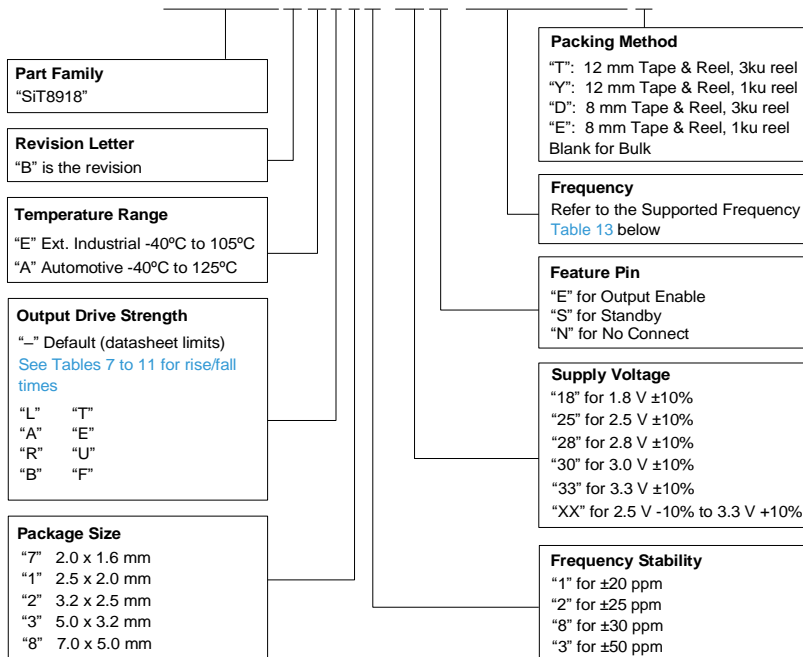 Part Family
“SiT8918”
Revision Letter
“B” is the revision
Temperature Range
“E” Ext. Industrial -40ºC to 105ºC
“A” Automotive -40ºC to 125ºC
Output Drive Strength
“–” Default (datasheet limits)
See Tables 7 to 11 for rise/fall
times
“L” “T”
“A” “E”
“R” “U”
“B” “F”
Package Size
“7” 2.0 x 1.6 mm
“1” 2.5 x 2.0 mm
“2” 3.2 x 2.5 mm
“3” 5.0 x 3.2 mm
“8” 7.0 x 5.0 mm
Packing Method
“T”: 12 mm Tape & Reel, 3ku reel
“Y”: 12 mm Tape & Reel, 1ku reel
“D”: 8 mm Tape & Reel, 3ku reel
“E”: 8 mm Tape & Reel, 1ku reel
Blank for Bulk
Frequency
Refer to the Supported Frequency
Table 13 below
Feature Pin
“E” for Output Enable
“S” for Standby
“N” for No Connect
Supply Voltage
“18” for 1.8 V ±10%
“25” for 2.5 V ±10%
“28” for 2.8 V ±10%
“30” for 3.0 V ±10%
“33” for 3.3 V ±10%
“XX” for 2.5 V -10% to 3.3 V +10%
Frequency Stability
“1” for ±20 ppm
“2” for ±25 ppm
“8” for ±30 ppm
“3” for ±50 ppm